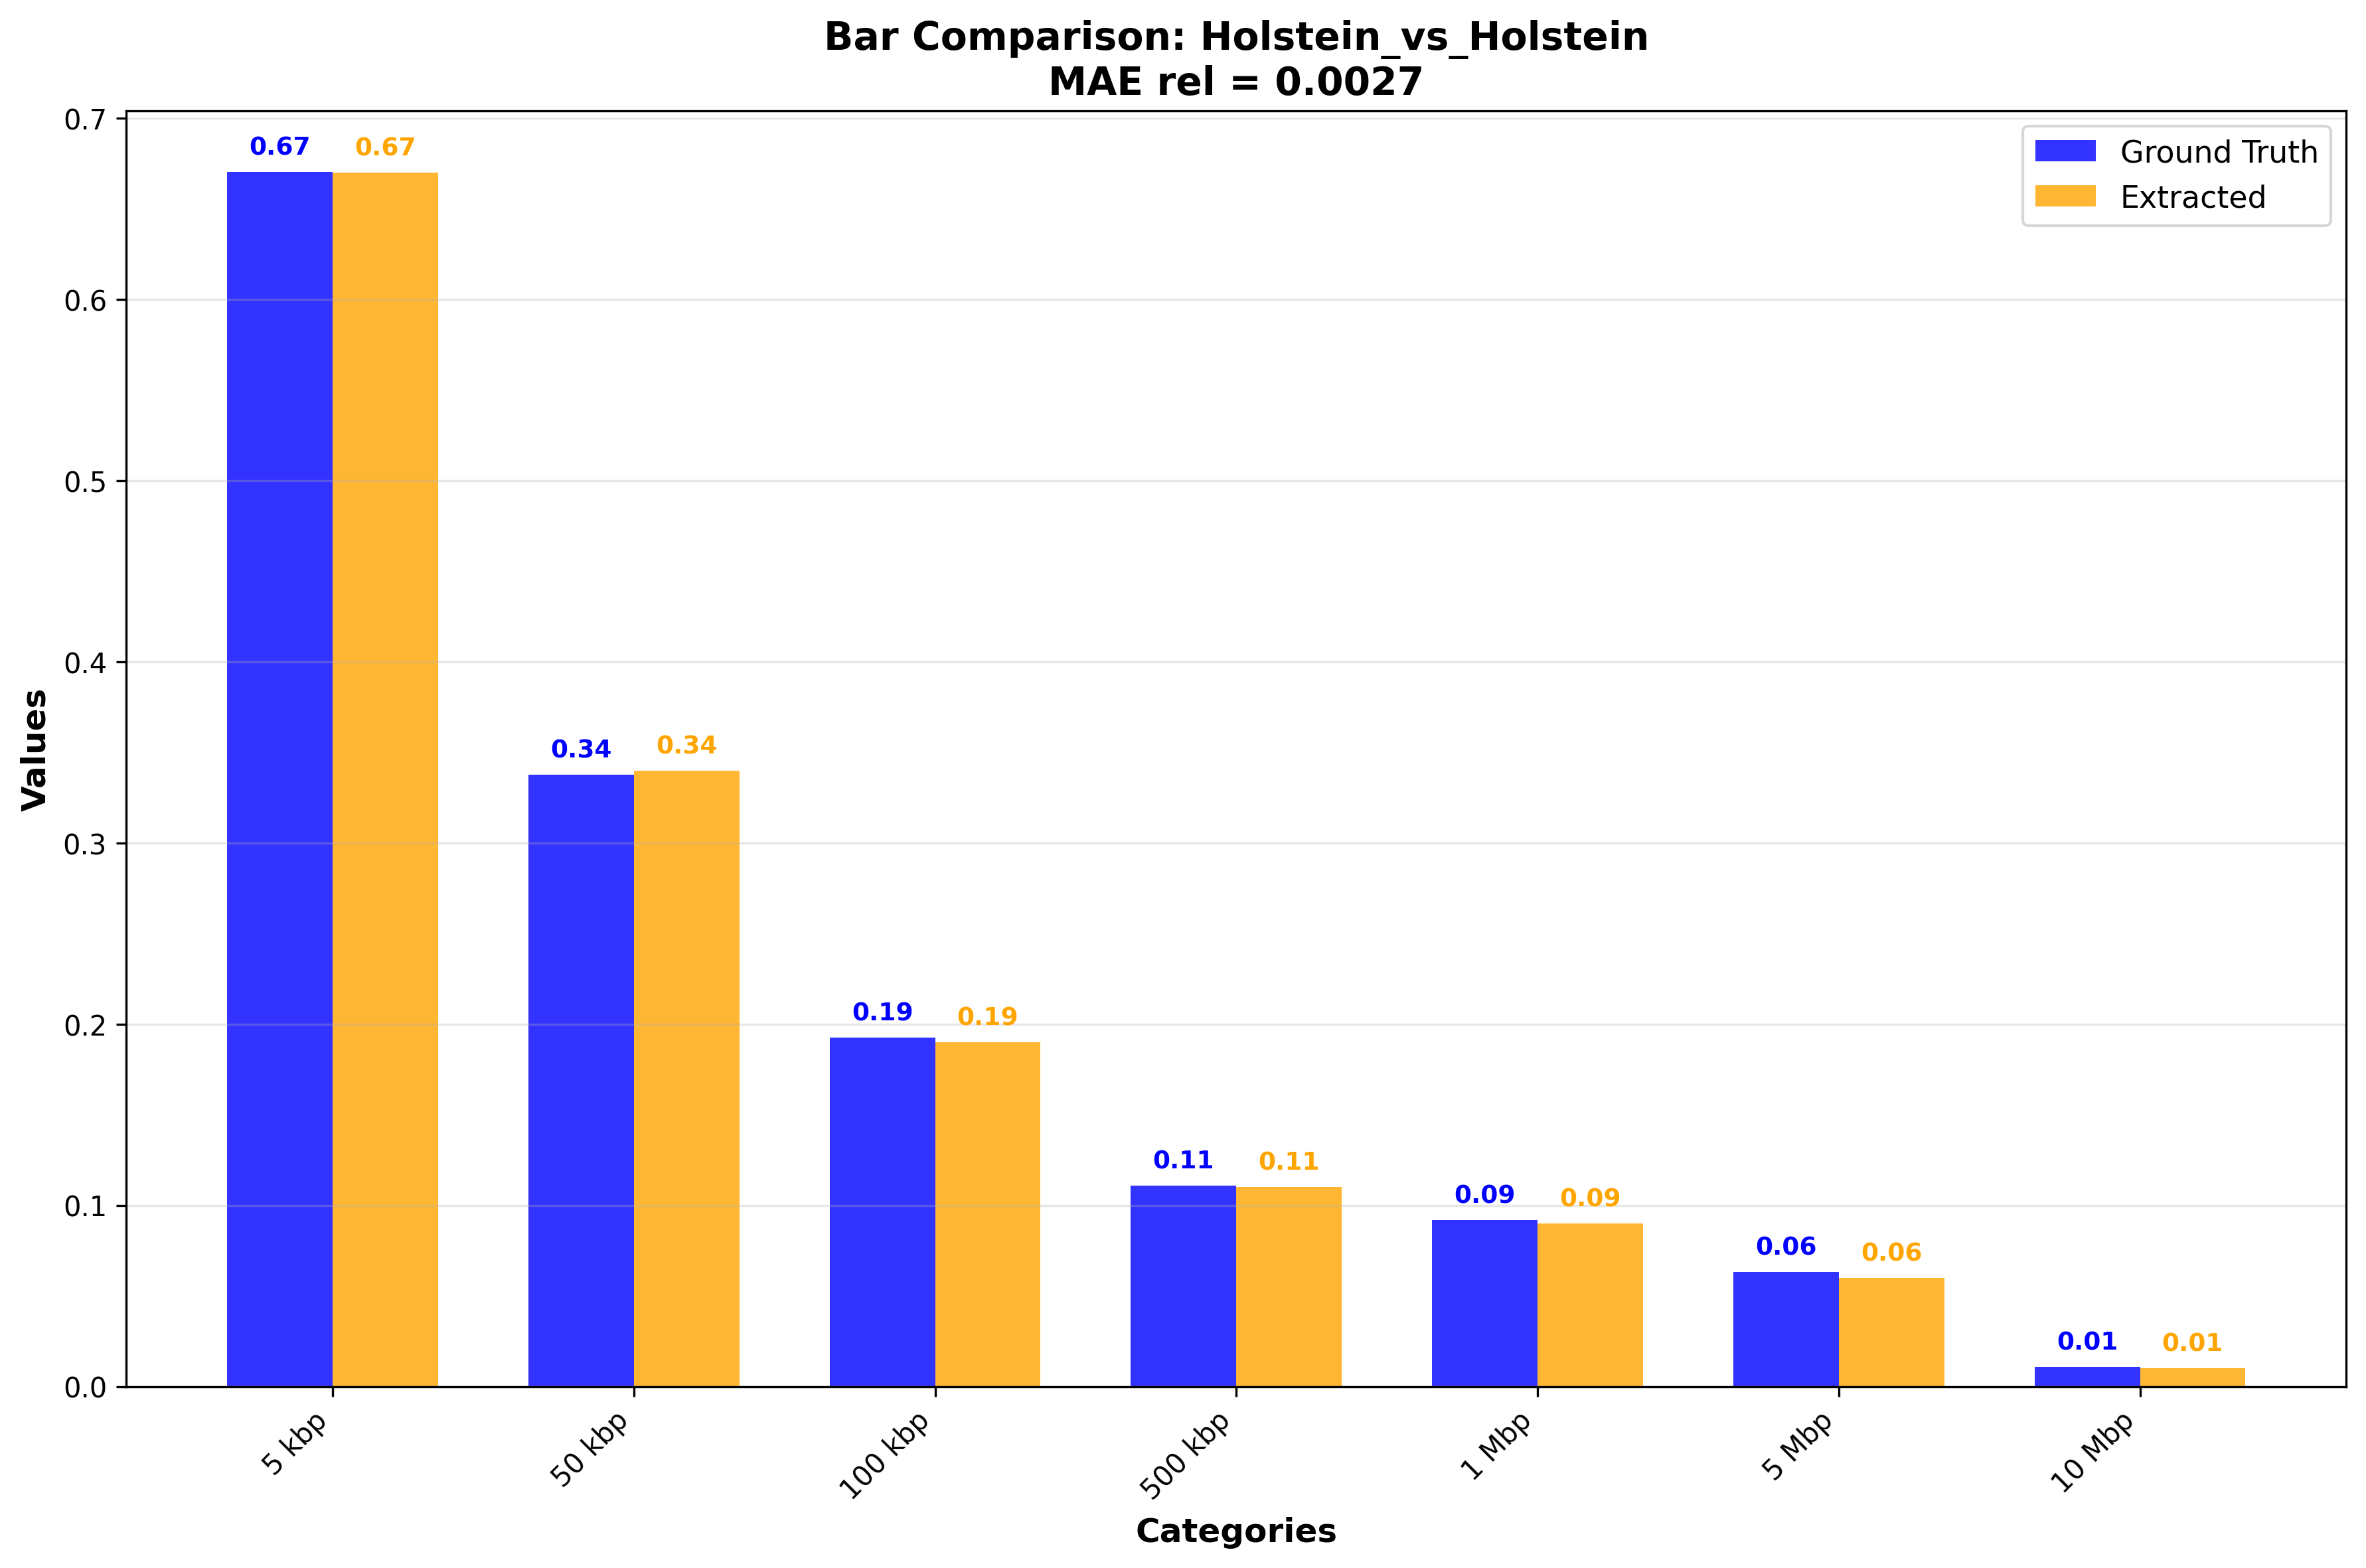 Bar Comparison: Holstein_vs_Holstein
MAE rel = 0.0027
Ground Truth
Extracted
Values
0.7
0.6
0.5
0.4
0.3
0.2
0.1
0.0
0.67 0.67
0.34 0.34
0.19 0.19
0.11 0.11
0.09 0.09
0.06 0.06
0.01 0.01
5 kbp
50 kbp
100 kbp
500 kbp
1 Mbp
5 Mbp
10 Mbp
Categories